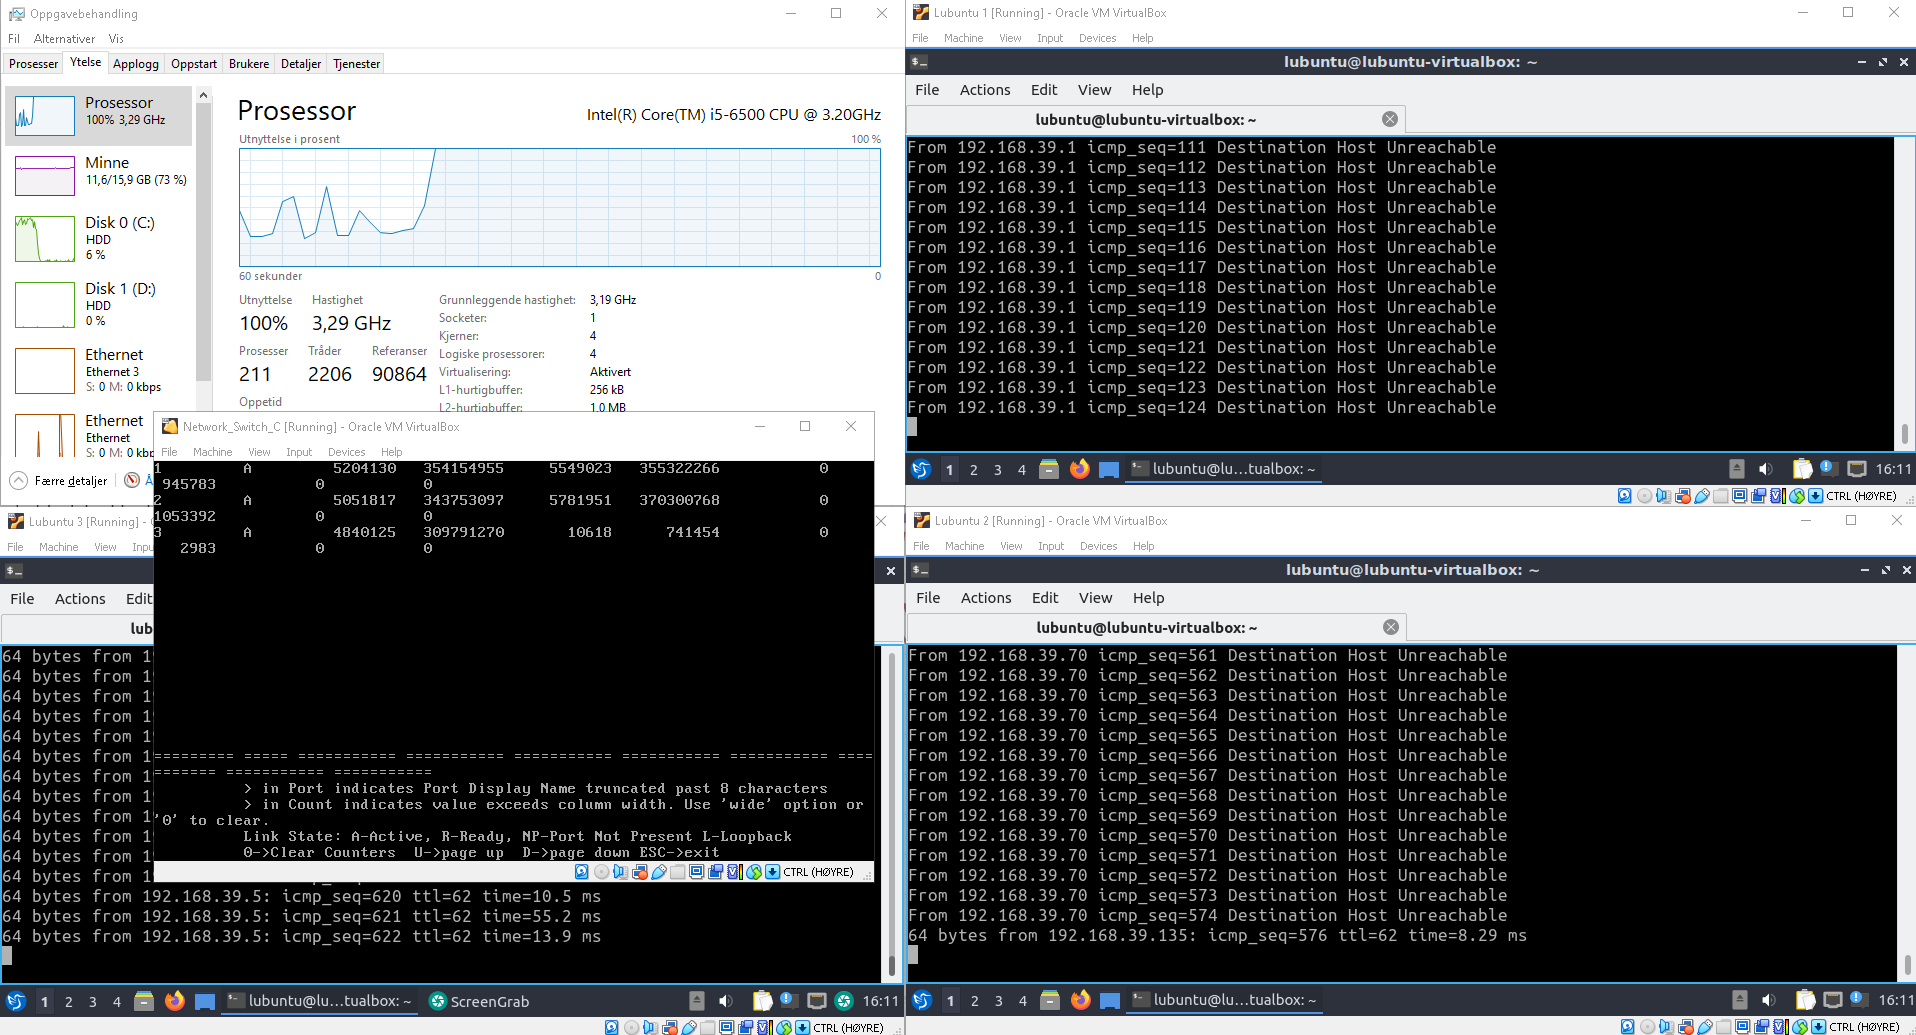 Oppgavebehandling
Fil Alternativer Vis
Prosesser Ytelse Applogg Oppstart Brukere Detaljer Tjenester
Prosessor
100% 3,29 GHz
Minne
11,6/15,9 GB (73 %)
Disk 0 (C:)
HDD
6 %
Disk 1 (D:)
HDD
0 %
Ethernet
Ethernet 3
S: 0 M: 0 kbps
Ethernet
Ethernet
S: 0 M: 0 kbp
Færre detaljer
Prosessor
Intel(R) Core(TM) i5-6500 CPU @ 3.20GHz
Utnyttelse i prosent 100 %
60 sekunder 0
Utnyttelse Hastighet
100% 3,29 GHz
Prosesser Tråder Referanser
211 2206 90864
Oppetid
Grunnleggende hastighet: 3,19 GHz
Socketer: 1
Kjerner: 4
Logiske prosessorer: 4
Virtualisering: Aktivert
L1-hurtigbuffer: 256 kB
L2-hurtigbuffer: 1,0 MB
Lubuntu 1 [Running] - Oracle VM VirtualBox
File Machine View Input Devices Help
lubuntu@lubuntu-virtualbox: ~
File Actions Edit View Help
lubuntu@lubuntu-virtualbox: ~
From 192.168.39.1 icmp_seq=111 Destination Host Unreachable
From 192.168.39.1 icmp_seq=112 Destination Host Unreachable
From 192.168.39.1 icmp_seq=113 Destination Host Unreachable
From 192.168.39.1 icmp_seq=114 Destination Host Unreachable
From 192.168.39.1 icmp_seq=115 Destination Host Unreachable
From 192.168.39.1 icmp_seq=116 Destination Host Unreachable
From 192.168.39.1 icmp_seq=117 Destination Host Unreachable
From 192.168.39.1 icmp_seq=118 Destination Host Unreachable
From 192.168.39.1 icmp_seq=119 Destination Host Unreachable
From 192.168.39.1 icmp_seq=120 Destination Host Unreachable
From 192.168.39.1 icmp_seq=121 Destination Host Unreachable
From 192.168.39.1 icmp_seq=122 Destination Host Unreachable
From 192.168.39.1 icmp_seq=123 Destination Host Unreachable
From 192.168.39.1 icmp_seq=124 Destination Host Unreachable
1 2 3 4 lubuntu@lu...tualbox: ~ 16:11
CTRL (HØYRE)
Network_Switch_C [Running] - Oracle VM VirtualBox
File Machine View Input Devices Help
1 A 5204130 354154955 5549023 355322266 0
945783 0 0
2 A 5051817 343753097 5781951 370300768 0
1053392 0 0
3 A 4840125 309791270 10618 741454 0
2983 0 0
========= ===== =========== =========== =========== =========== =========== ====
======= =========== ===========
> in Port indicates Port Display Name truncated past 8 characters
> in Count indicates value exceeds column width. Use 'wide' option or
'0' to clear.
Link State: A-Active, R-Ready, NP-Port Not Present L-Loopback
0->Clear Counters U->page up D->page down ESC->exit
CTRL (HØYRE)
Lubuntu 3 [Running] -
File Machine View Inpu
File Actions Edit
lub
64 bytes from 19
64 bytes from 19
64 bytes from 19
64 bytes from 19
64 bytes from 19
64 bytes from 19
64 bytes from 19
64 bytes from 19
64 bytes from 19
64 bytes from 19
64 bytes from 19
64 bytes from 19
64 bytes from 192.168.39.5: icmp_seq=620 ttl=62 time=10.5 ms
64 bytes from 192.168.39.5: icmp_seq=621 ttl=62 time=55.2 ms
64 bytes from 192.168.39.5: icmp_seq=622 ttl=62 time=13.9 ms
1 2 3 4 lubuntu@lu...tualbox: ~ ScreenGrab 16:11
CTRL (HØYRE)
Lubuntu 2 [Running] - Oracle VM VirtualBox
File Machine View Input Devices Help
lubuntu@lubuntu-virtualbox: ~
File Actions Edit View Help
lubuntu@lubuntu-virtualbox: ~
From 192.168.39.70 icmp_seq=561 Destination Host Unreachable
From 192.168.39.70 icmp_seq=562 Destination Host Unreachable
From 192.168.39.70 icmp_seq=563 Destination Host Unreachable
From 192.168.39.70 icmp_seq=564 Destination Host Unreachable
From 192.168.39.70 icmp_seq=565 Destination Host Unreachable
From 192.168.39.70 icmp_seq=566 Destination Host Unreachable
From 192.168.39.70 icmp_seq=567 Destination Host Unreachable
From 192.168.39.70 icmp_seq=568 Destination Host Unreachable
From 192.168.39.70 icmp_seq=569 Destination Host Unreachable
From 192.168.39.70 icmp_seq=570 Destination Host Unreachable
From 192.168.39.70 icmp_seq=571 Destination Host Unreachable
From 192.168.39.70 icmp_seq=572 Destination Host Unreachable
From 192.168.39.70 icmp_seq=573 Destination Host Unreachable
From 192.168.39.70 icmp_seq=574 Destination Host Unreachable
64 bytes from 192.168.39.135: icmp_seq=576 ttl=62 time=8.29 ms
1 2 3 4 lubuntu@lu...tualbox: ~ 16:11
CTRL (HØYRE)